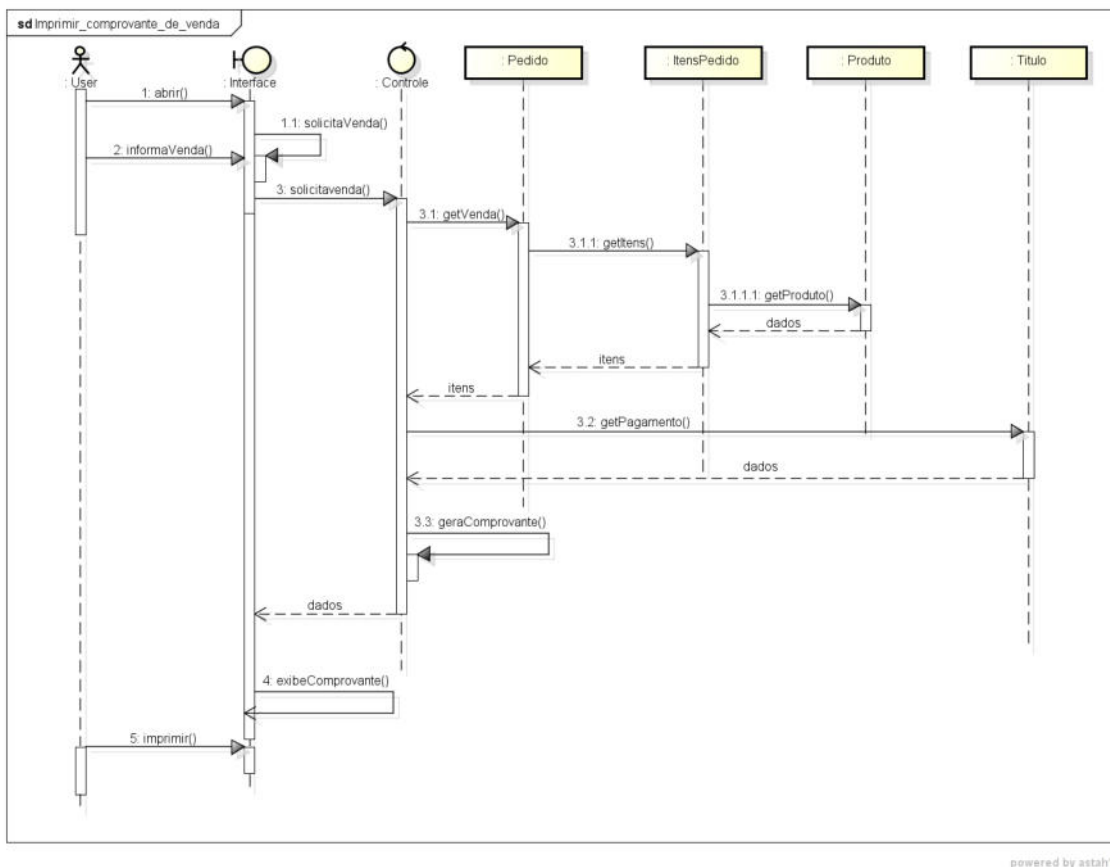 sd Imprimir_comprovante_de_venda
: User
: Interface
: Controle
: Pedido
: ItensPedido
: Produto
: Titulo
1: abrir()
1.1: solicitaVenda()
2: informaVenda()
3: solicitavenda()
3.1: getVenda()
3.1.1: getItens()
3.1.1.1: getProduto()
dados
itens
itens
3.2: getPagamento()
dados
3.3: geraComprovante()
dados
4: exibeComprovante()
5: imprimir()
powered by astah